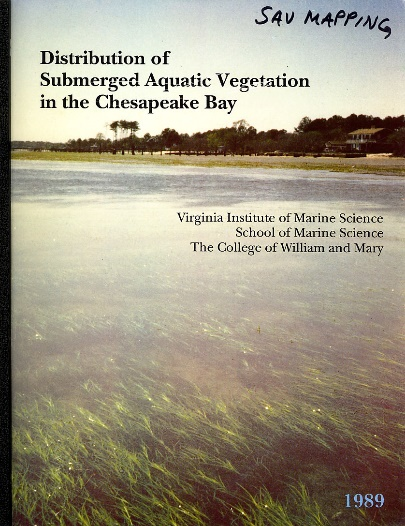 SAV MAPPING
Distribution of
Submerged Aquatic Vegetation
in the Chesapeake Bay
Virginia Institute of Marine Science
School of Marine Science
The College of William and Mary
1989